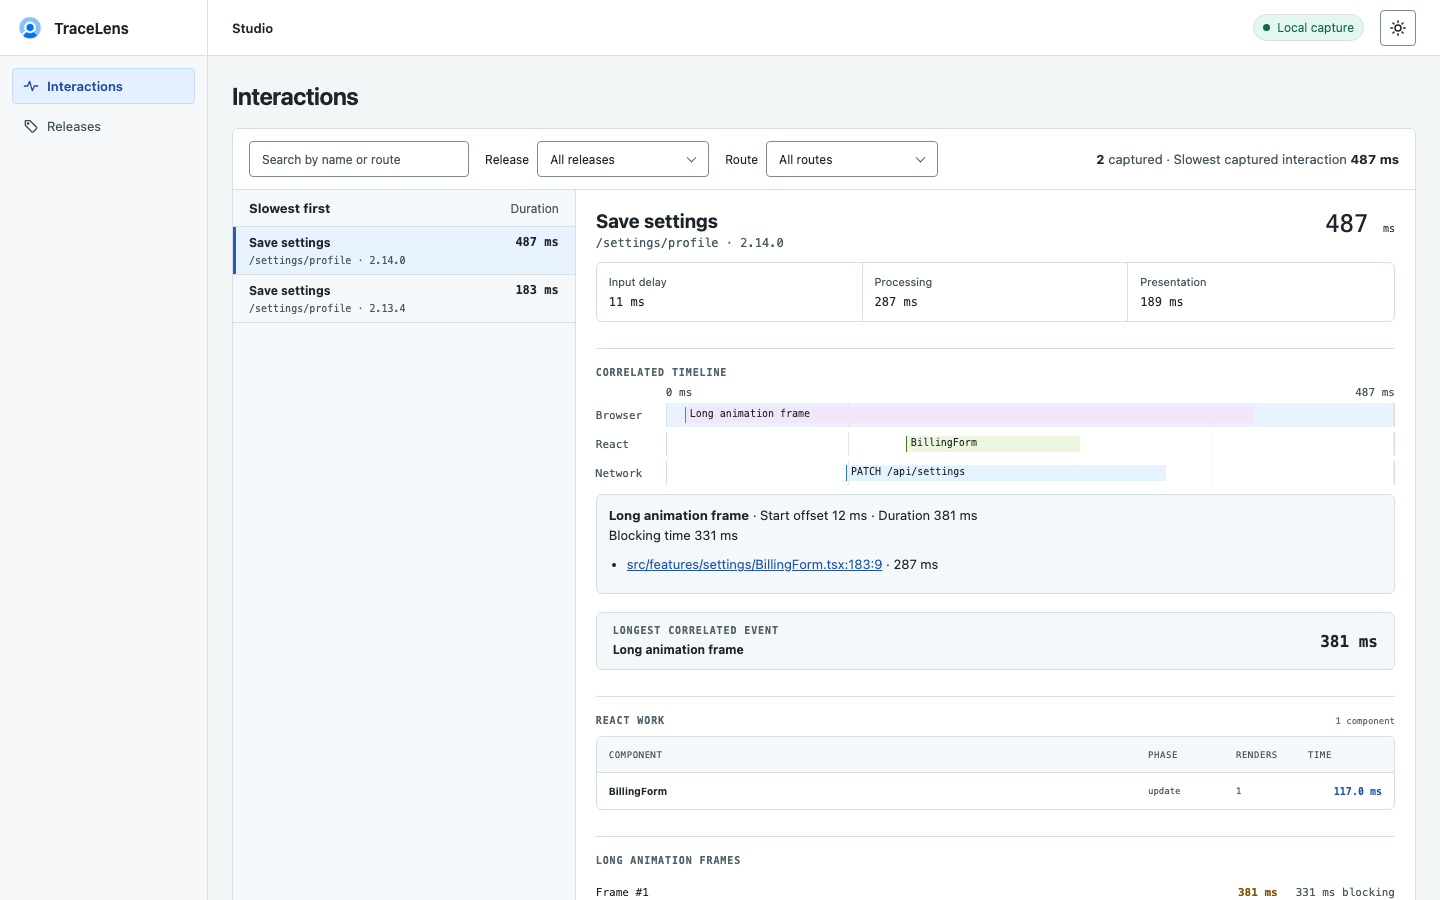 TraceLens
Studio
Local capture
Interactions
Releases
Interactions
Search by name or route
Release
All releases
Route
All routes
2 captured · Slowest captured interaction 487 ms
Slowest first
Duration
Save settings
487 ms
/settings/profile · 2.14.0
Save settings
183 ms
/settings/profile · 2.13.4
Save settings
487 ms
/settings/profile · 2.14.0
Input delay
11 ms
Processing
287 ms
Presentation
189 ms
CORRELATED TIMELINE
0 ms
487 ms
Browser
Long animation frame
React
BillingForm
Network
PATCH /api/settings
Long animation frame · Start offset 12 ms · Duration 381 ms
Blocking time 331 ms
• src/features/settings/BillingForm.tsx:183:9 · 287 ms
LONGEST CORRELATED EVENT
Long animation frame
381 ms
REACT WORK
1 component
COMPONENT
PHASE
RENDERS
TIME
BillingForm
update
1
117.0 ms
LONG ANIMATION FRAMES
Frame #1
381 ms
331 ms blocking